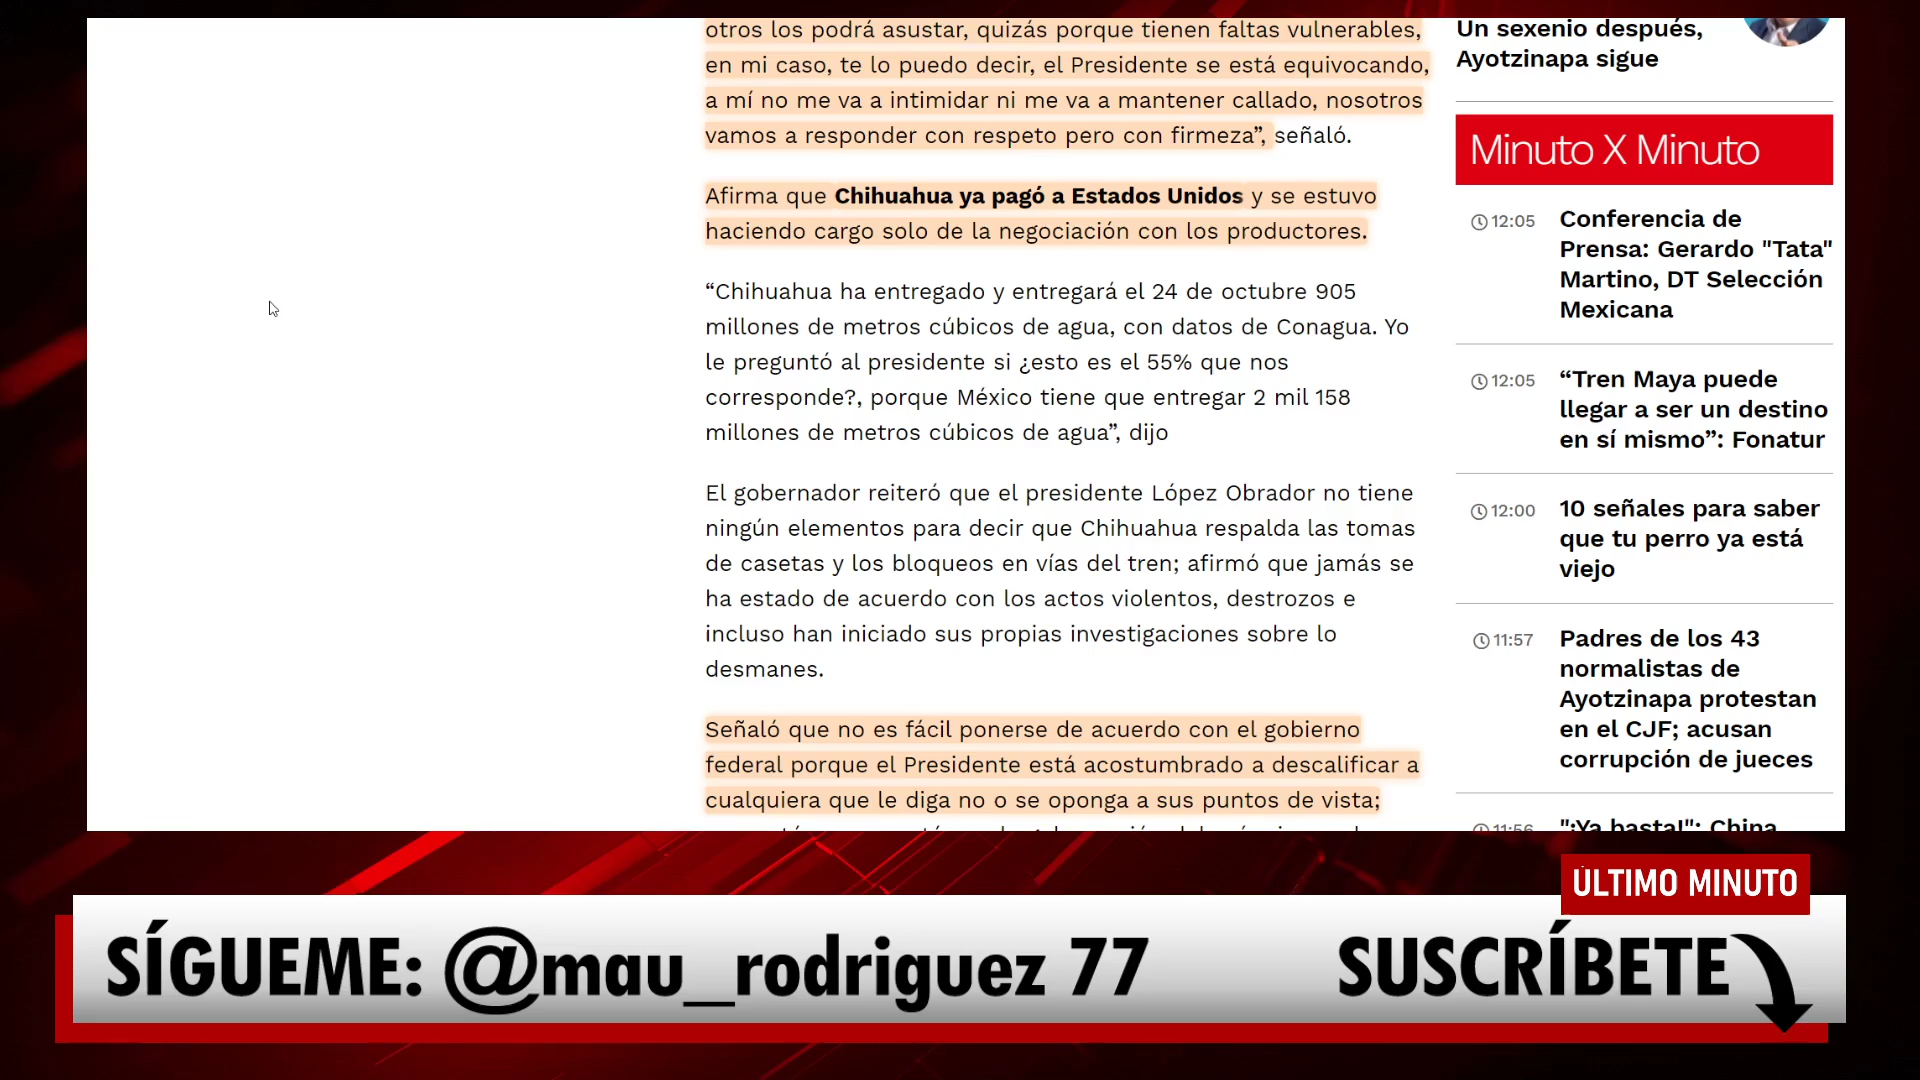 otros los podrá asustar, quizás porque tienen faltas vulnerables,
en mi caso, te lo puedo decir, el Presidente se está equivocando,
a mí no me va a intimidar ni me va a mantener callado, nosotros
vamos a responder con respeto pero con firmeza”, señaló.
Afirma que Chihuahua ya pagó a Estados Unidos y se estuvo
haciendo cargo solo de la negociación con los productores.
“Chihuahua ha entregado y entregará el 24 de octubre 905
millones de metros cúbicos de agua, con datos de Conagua. Yo
le preguntó al presidente si ¿esto es el 55% que nos
corresponde?, porque México tiene que entregar 2 mil 158
millones de metros cúbicos de agua”, dijo
El gobernador reiteró que el presidente López Obrador no tiene
ningún elementos para decir que Chihuahua respalda las tomas
de casetas y los bloqueos en vías del tren; afirmó que jamás se
ha estado de acuerdo con los actos violentos, destrozos e
incluso han iniciado sus propias investigaciones sobre lo
desmanes.
Señaló que no es fácil ponerse de acuerdo con el gobierno
federal porque el Presidente está acostumbrado a descalificar a
cualquiera que le diga no o se oponga a sus puntos de vista;
Un sexenio después,
Ayotzinapa sigue
Minuto X Minuto
12:05
Conferencia de
Prensa: Gerardo "Tata"
Martino, DT Selección
Mexicana
12:05
“Tren Maya puede
llegar a ser un destino
en sí mismo”: Fonatur
12:00
10 señales para saber
que tu perro ya está
viejo
11:57
Padres de los 43
normalistas de
Ayotzinapa protestan
en el CJF; acusan
corrupción de jueces
11:56
"¡Ya basta!": China
ÚLTIMO MINUTO
SÍGUEME: @mau_rodriguez 77
SUSCRÍBETE